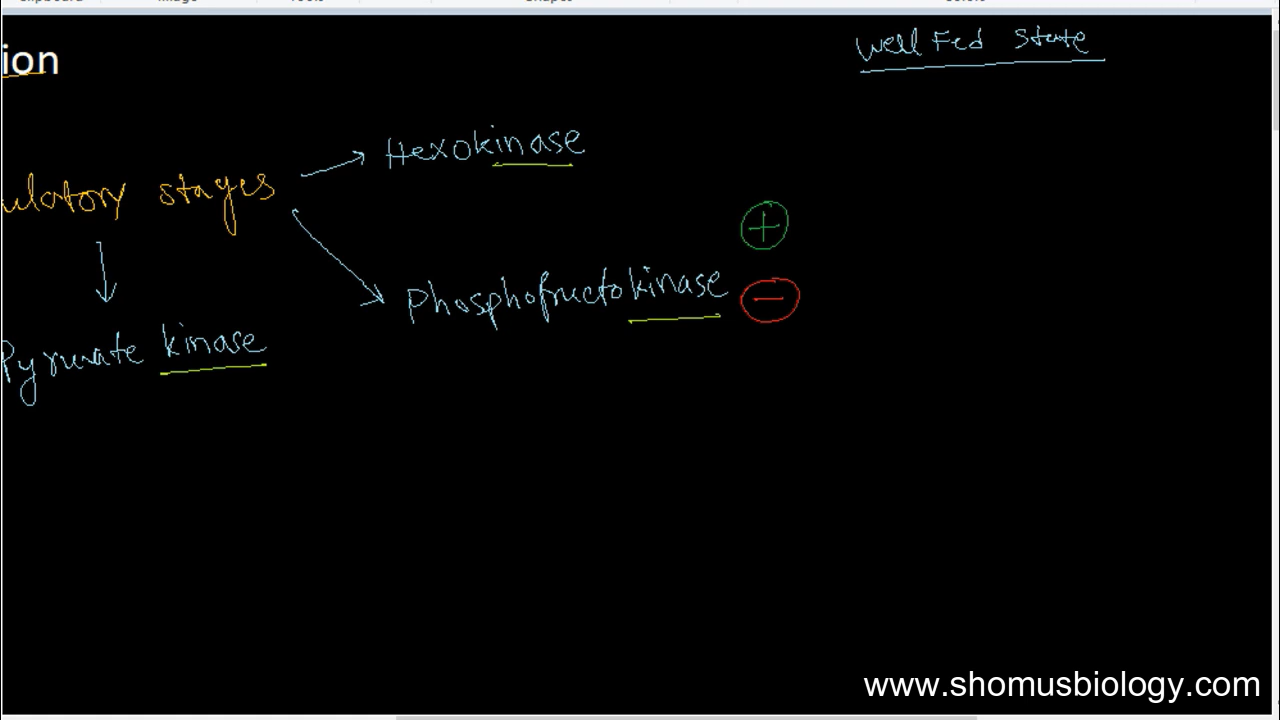 Well Fed State
ion
Hexokinase
ulatory stages
+
Phosphofructokinase
−
Pyruvate kinase
www.shomusbiology.com